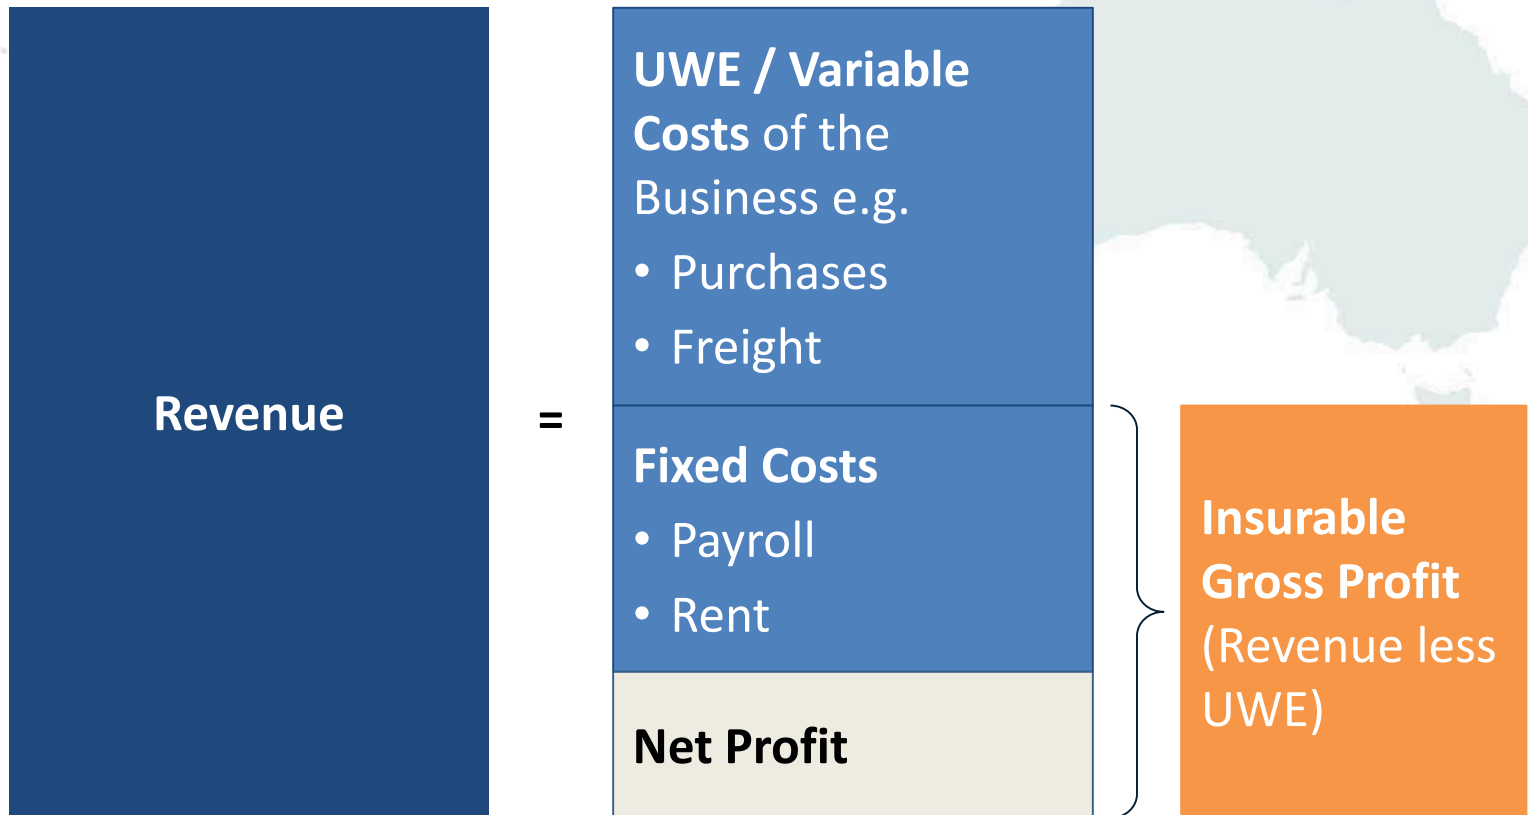 Revenue
=
UWE / Variable
Costs of the
Business e.g.
• Purchases
• Freight
Fixed Costs
• Payroll
• Rent
Net Profit
Insurable
Gross Profit
(Revenue less
UWE)